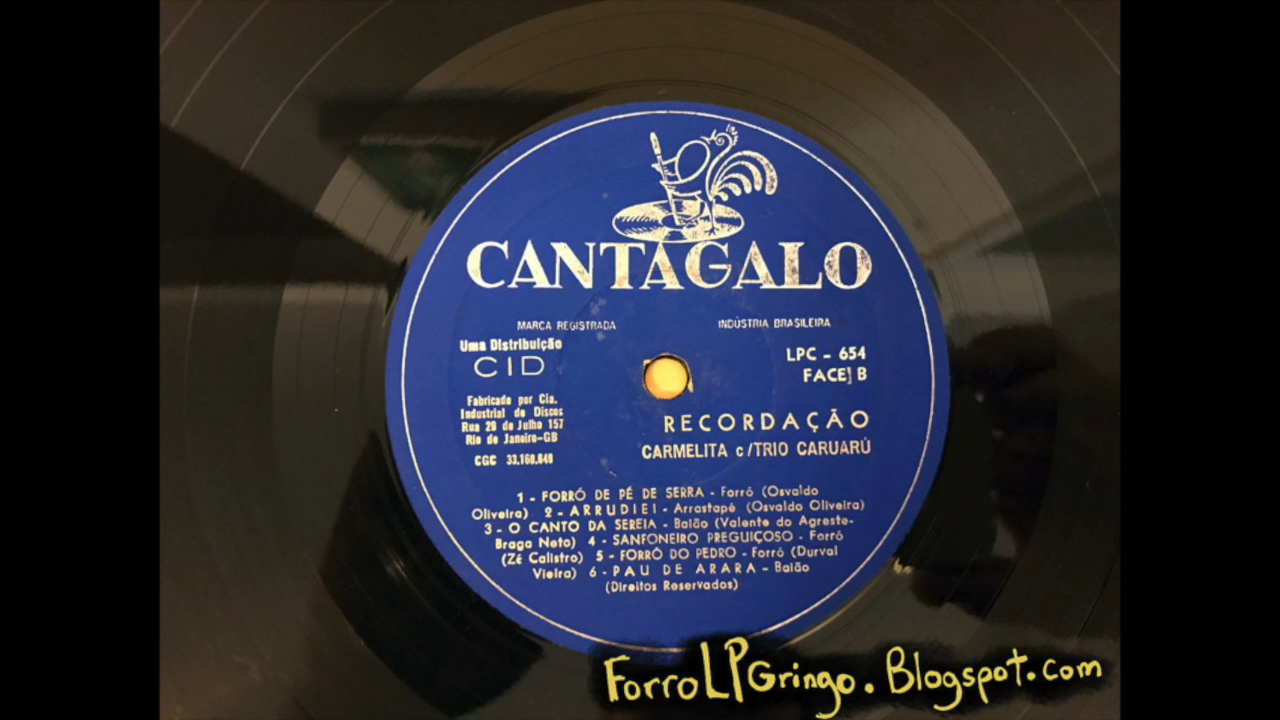 CANTAGALO
MARCA REGISTRADA
INDÚSTRIA BRASILEIRA
Uma Distribuição
CID
LPC - 654
FACE B
Fabricado por Cia.
Industrial de Discos
Rua 28 de Julho 157
Rio de Janeiro-GB
CGC 33.160.849
RECORDAÇÃO
CARMELITA c/TRIO CARUARÚ
1 - FORRÓ DE PÉ DE SERRA - Forró (Osvaldo
Oliveira) 2 - ARRUDIEI - Arrastapé (Osvaldo Oliveira)
3 - O CANTO DA SEREIA - Baião (Valente do Agreste-
Braga Neto) 4 - SANFONEIRO PREGUIÇOSO - Forró
(Zé Calistro) 5 - FORRÓ DO PEDRO - Forró (Durval
Vieira) 6 - PAU DE ARARA - Baião
(Direitos Reservados)
ForroLPGringo.Blogspot.com